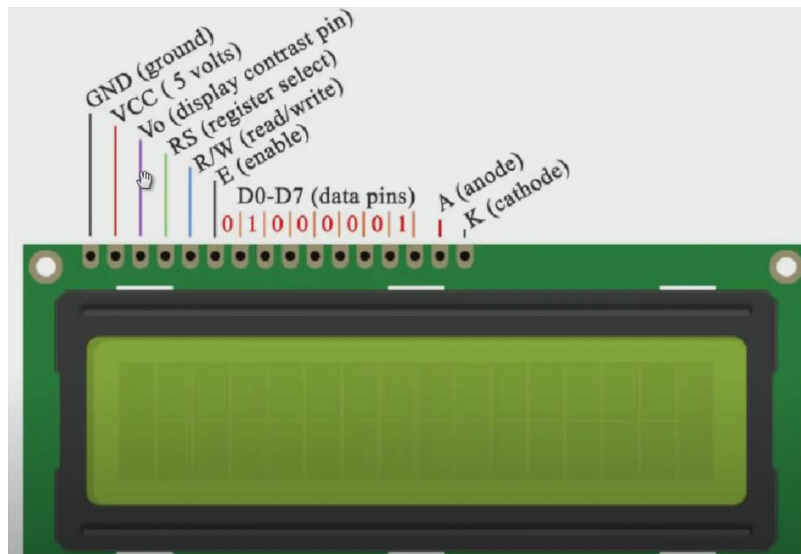 GND (ground)
VCC ( 5 volts)
Vo (display contrast pin)
RS (register select)
R/W (read/write)
E (enable)
D0-D7 (data pins)
0 1 0 0 0 0 0 1
A (anode)
K (cathode)